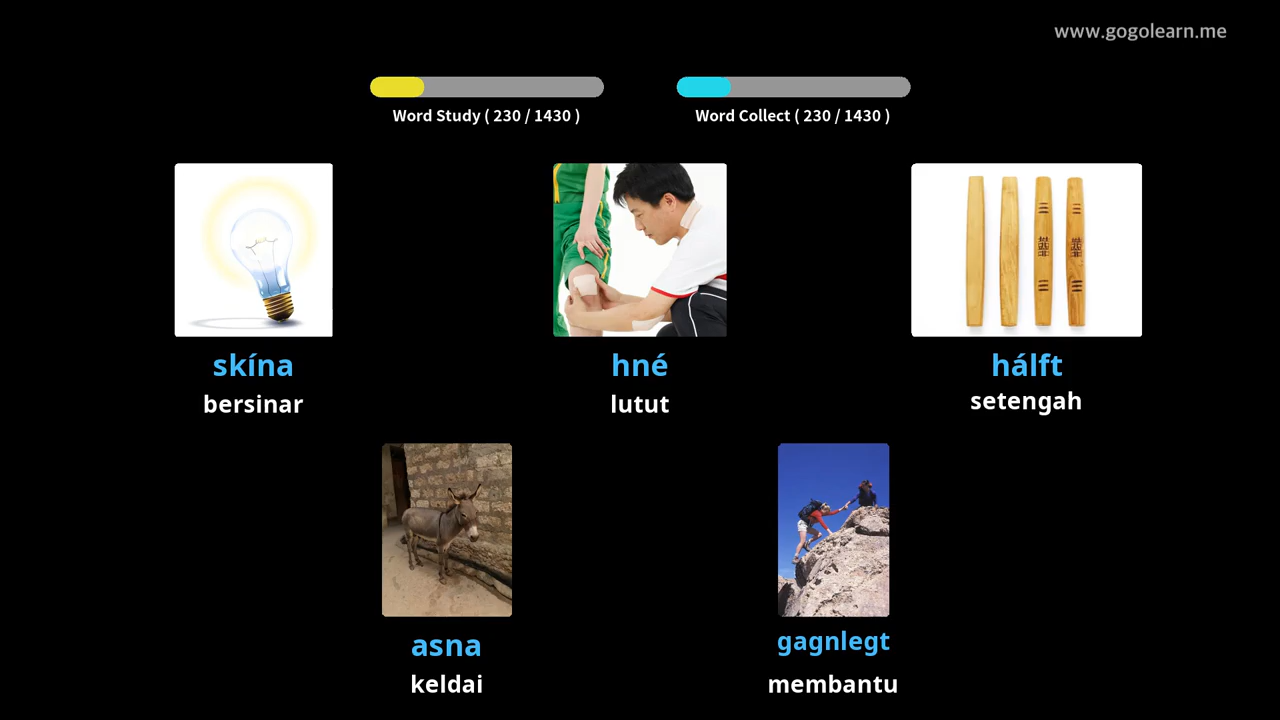 www.gogolearn.me
Word Study ( 230 / 1430 )
Word Collect ( 230 / 1430 )
skína
bersinar
hné
lutut
hálft
setengah
asna
keldai
gagnlegt
membantu